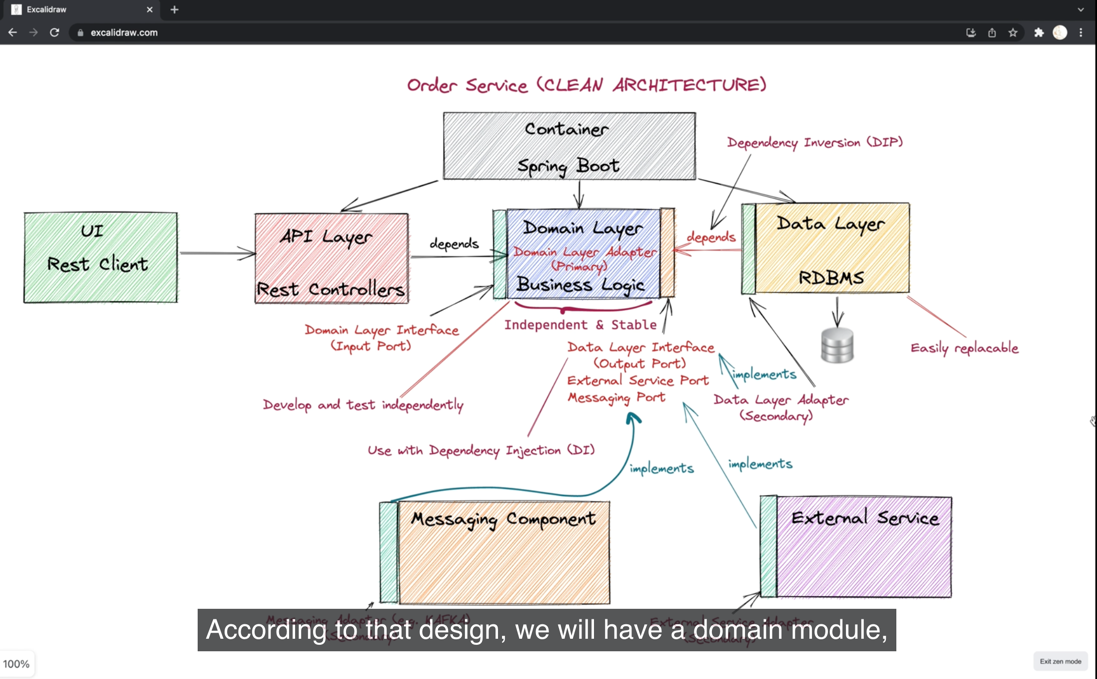 Excalidraw
excalidraw.com
Order Service (CLEAN ARCHITECTURE)
Container
Spring Boot
Dependency Inversion (DIP)
UI
Rest Client
API Layer
Rest Controllers
depends
Domain Layer
Domain Layer Adapter
(Primary)
Business Logic
depends
Data Layer
RDBMS
Domain Layer Interface
(Input Port)
Independent & Stable
Data Layer Interface
(Output Port)
External Service Port
Messaging Port
Easily replacable
implements
Develop and test independently
Data Layer Adapter
(Secondary)
Use with Dependency Injection (DI)
implements
implements
Messaging Component
External Service
According to that design, we will have a domain module,
100%
Exit zen mode